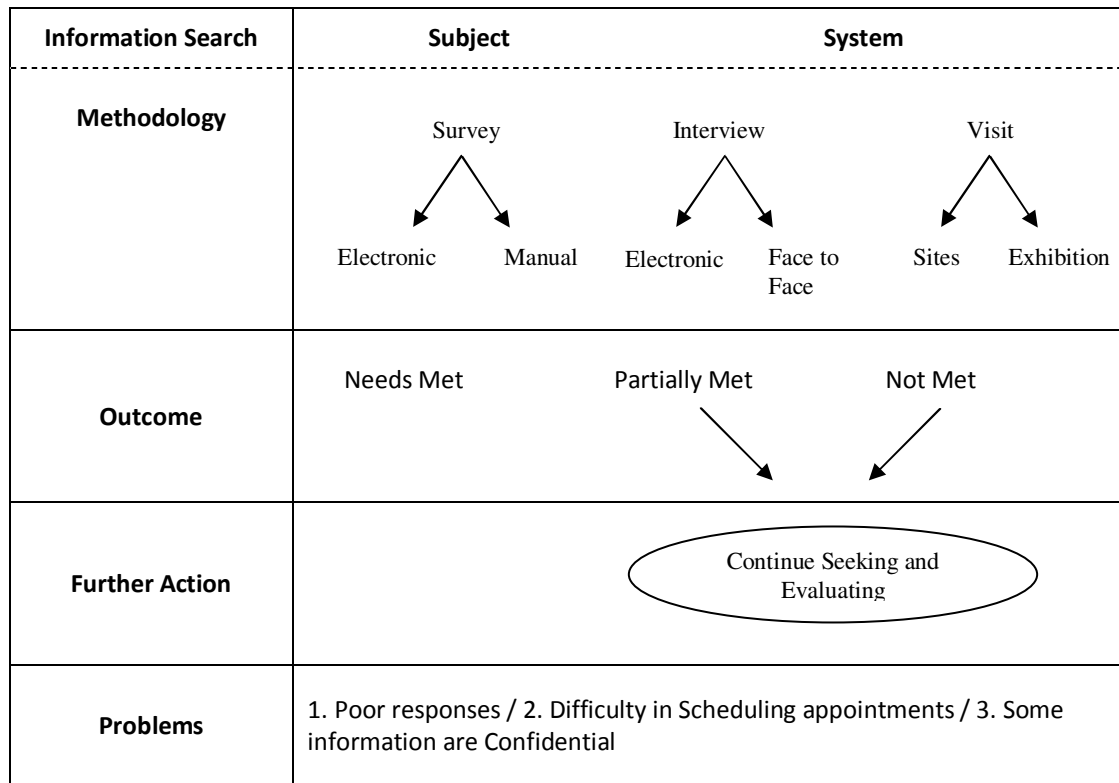 Information Search Subject System
Methodology
Survey Interview Visit
Electronic Manual Electronic Face to Face Sites Exhibition
Outcome
Needs Met Partially Met Not Met
Further Action
Continue Seeking and
Evaluating
Problems
1. Poor responses / 2. Difficulty in Scheduling appointments / 3. Some
information are Confidential